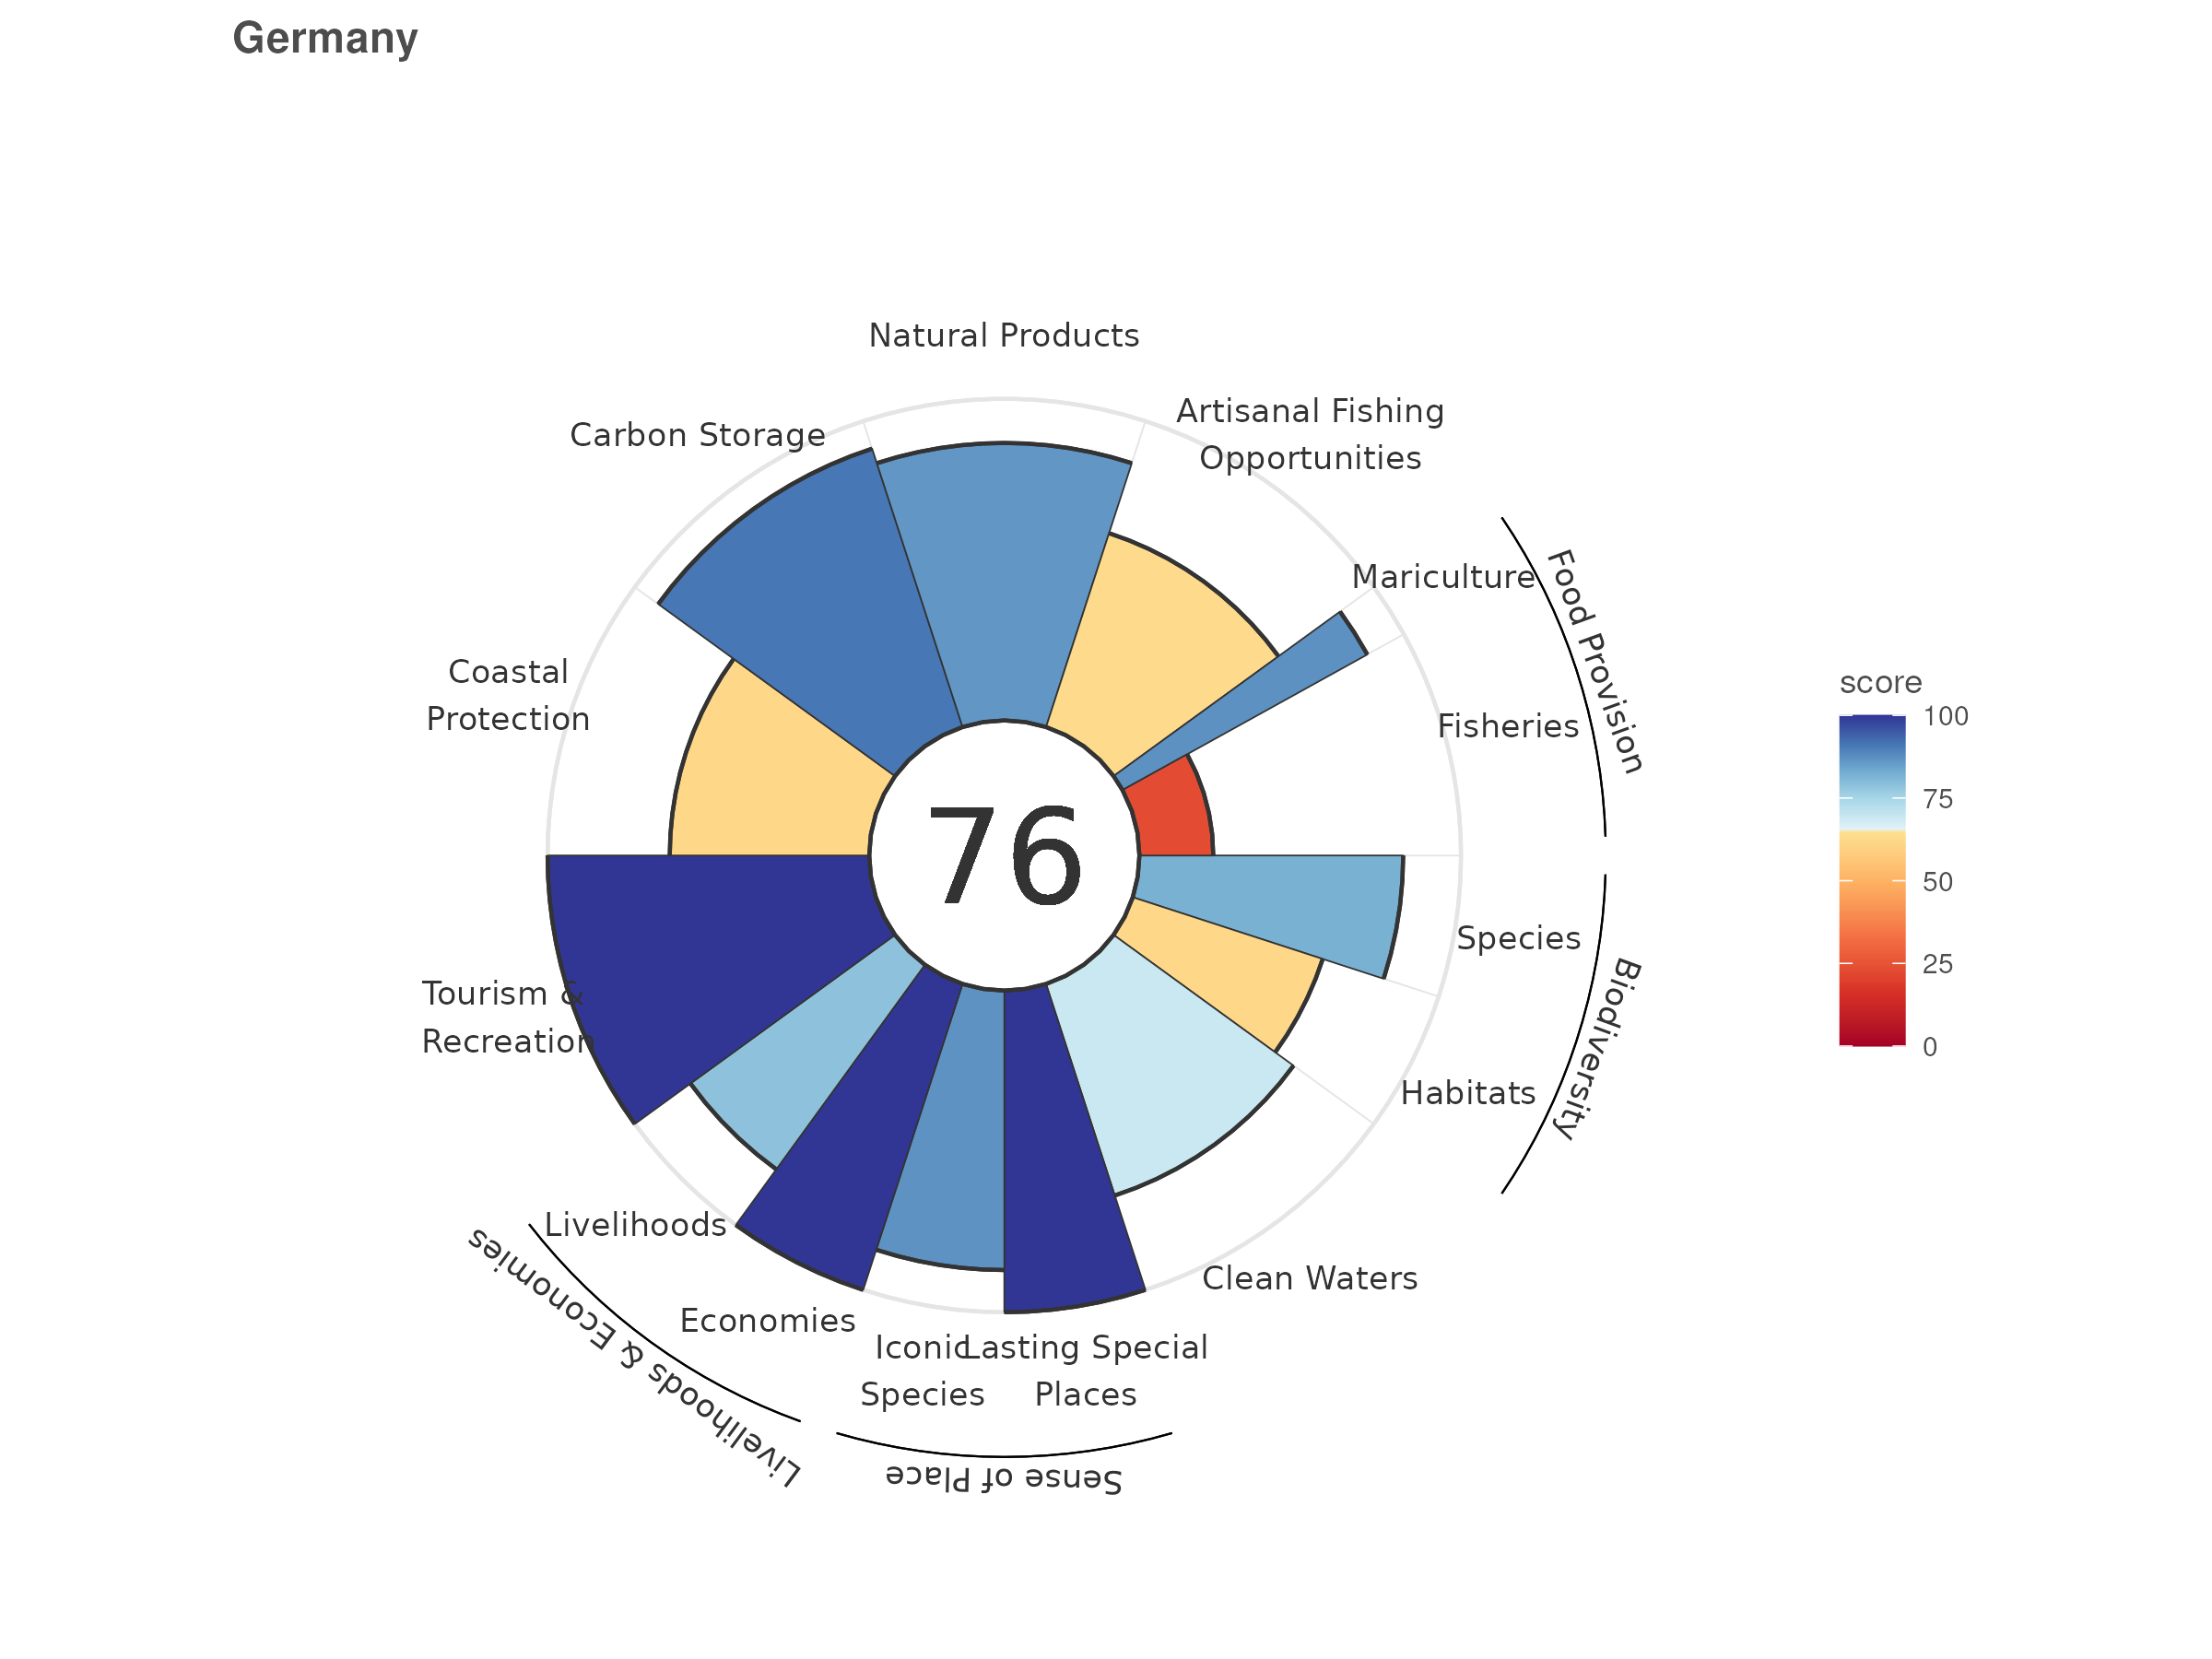 Germany
Natural Products
Artisanal Fishing
Opportunities
Carbon Storage
Mariculture
Food Provision
Coastal
Protection
Fisheries
score
100
75
50
25
0
76
Species
Biodiversity
Tourism &
Recreation
Habitats
Livelihoods
Clean Waters
Economies
Livelihoods & Economies
Iconic
Species
Lasting Special
Places
Sense of Place